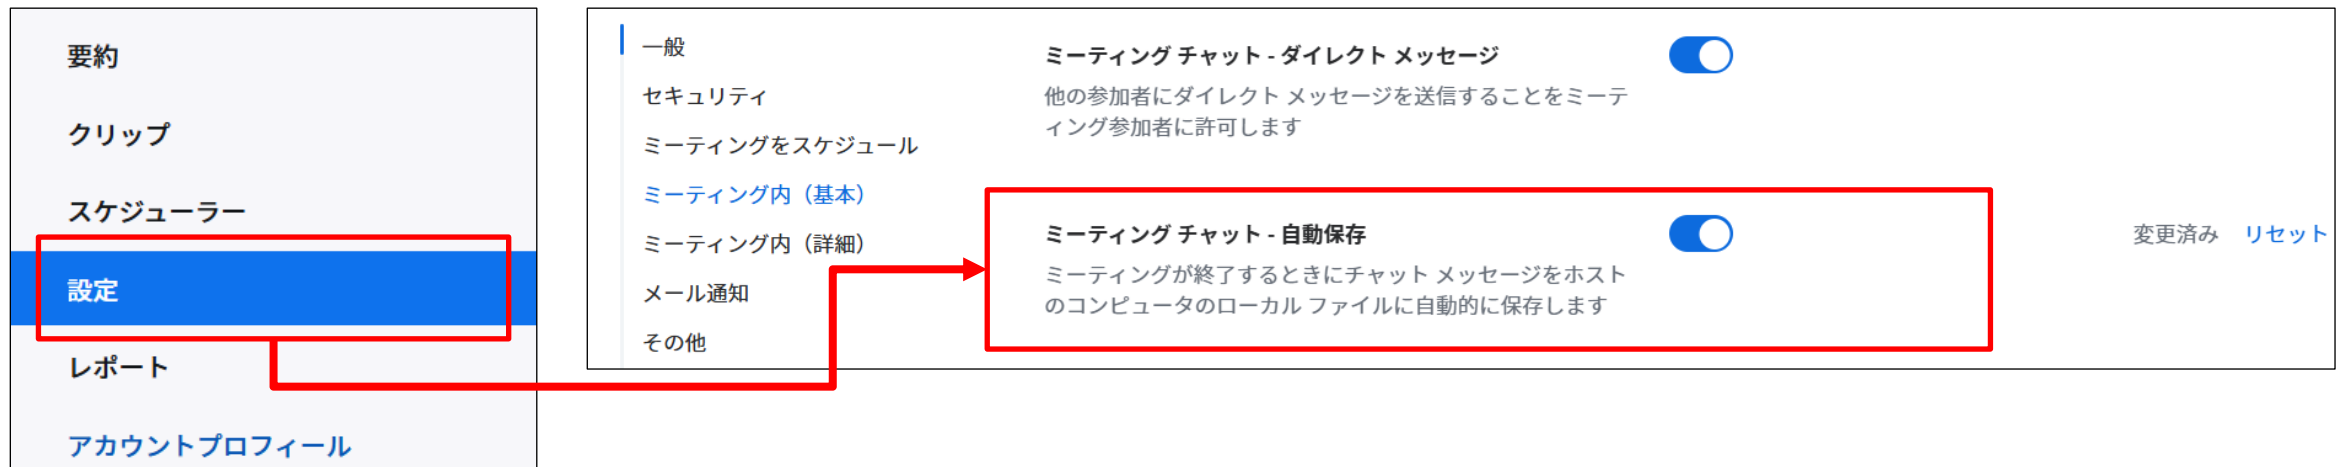 要約
クリップ
スケジューラー
設定
レポート
アカウントプロフィール
一般
セキュリティ
ミーティングをスケジュール
ミーティング内（基本）
ミーティング内（詳細）
メール通知
その他
ミーティング チャット - ダイレクト メッセージ
他の参加者にダイレクト メッセージを送信することをミーテ
ィング参加者に許可します
ミーティング チャット - 自動保存
ミーティングが終了するときにチャット メッセージをホスト
のコンピュータのローカル ファイルに自動的に保存します
変更済み リセット